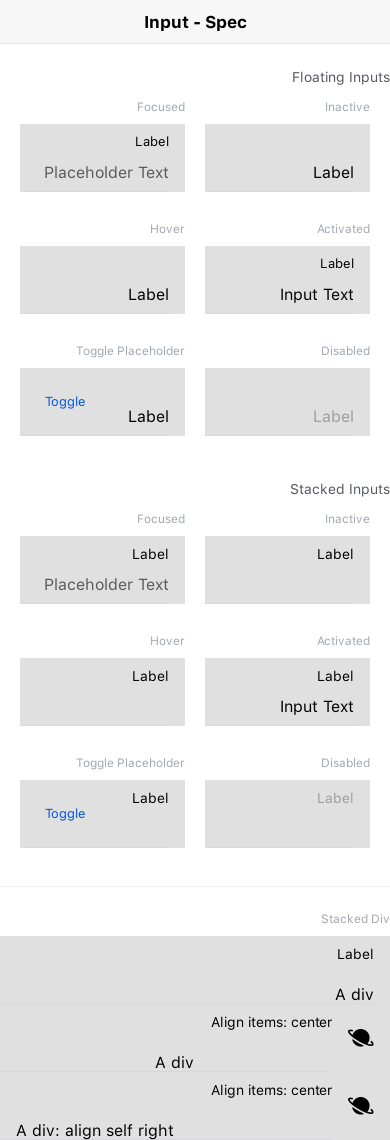 Input - Spec
Floating Inputs
Focused
Inactive
Label
Placeholder Text
Label
Hover
Activated
Label
Label
Input Text
Toggle Placeholder
Disabled
Toggle
Label
Label
Stacked Inputs
Focused
Inactive
Label
Placeholder Text
Label
Hover
Activated
Label
Label
Input Text
Toggle Placeholder
Disabled
Toggle
Label
Label
Stacked Div
Label
A div
Align items: center
A div
Align items: center
A div: align self right